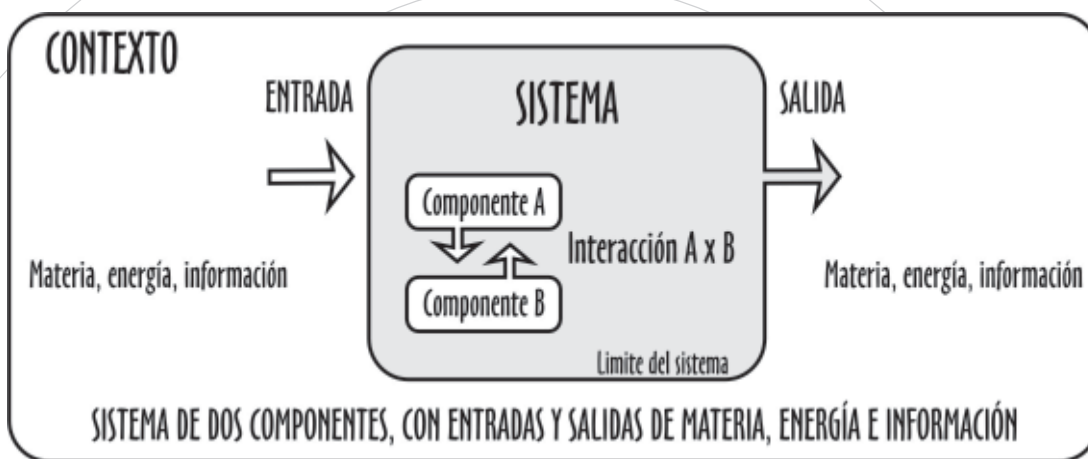 CONTEXTO
ENTRADA
SISTEMA
SALIDA
Componente A
Interacción A x B
Componente B
Materia, energía, información
Materia, energía, información
Limite del sistema
SISTEMA DE DOS COMPONENTES, CON ENTRADAS Y SALIDAS DE MATERIA, ENERGÍA E INFORMACIÓN